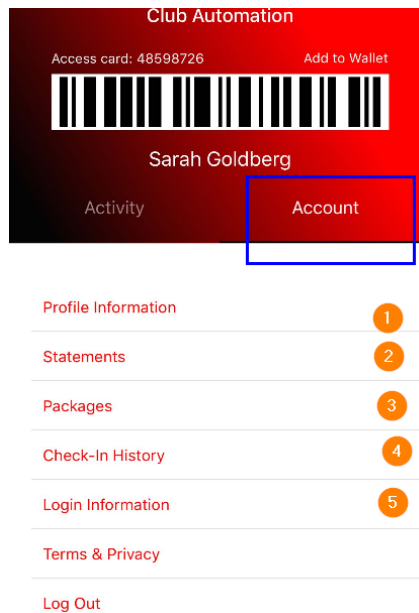 Club Automation
Access card: 48598726 Add to Wallet
Sarah Goldberg
Activity Account
Profile Information 1
Statements 2
Packages 3
Check-In History 4
Login Information 5
Terms & Privacy
Log Out